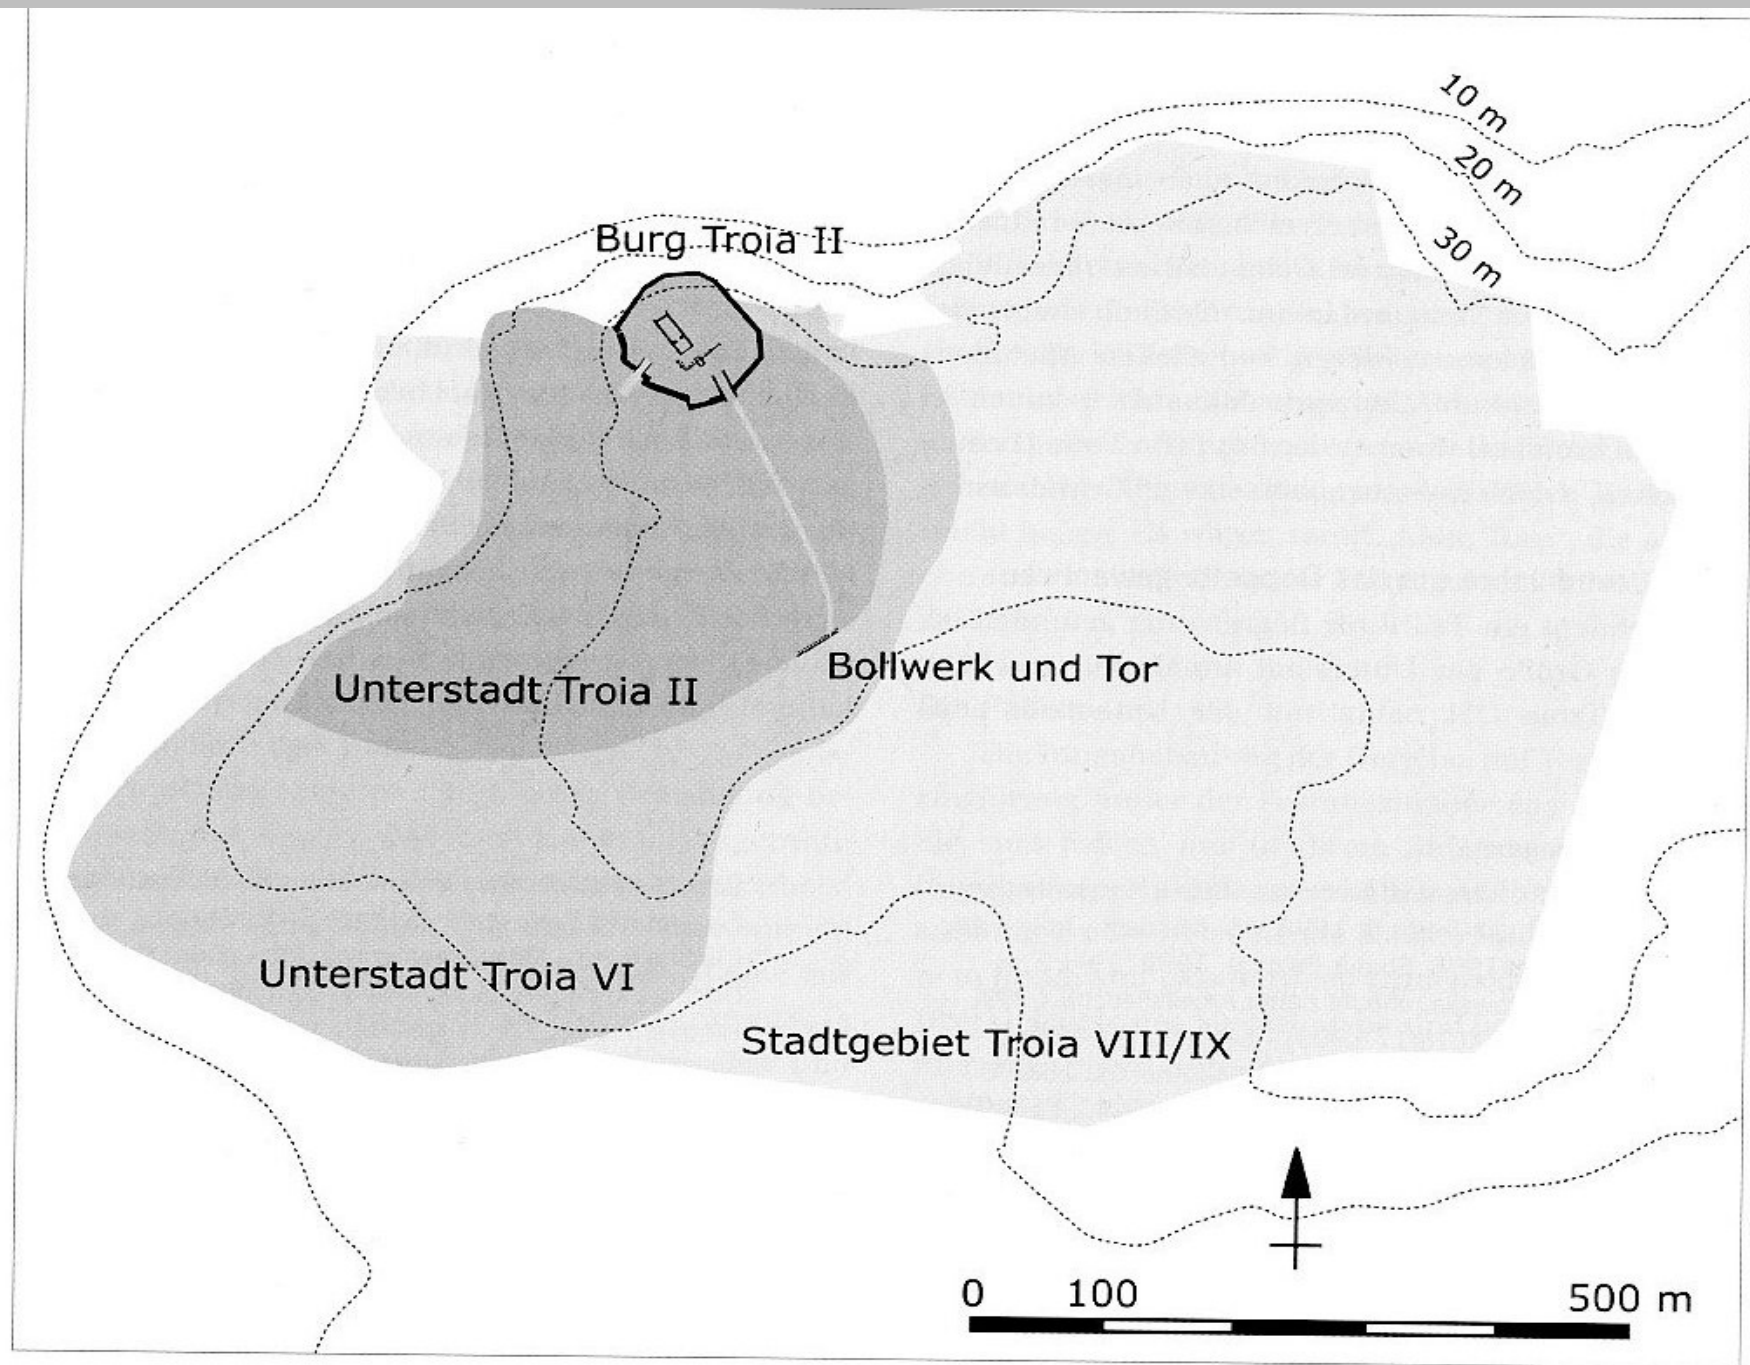 10 m
20 m
30 m
Burg Troia II
Bollwerk und Tor
Unterstadt Troia II
Unterstadt Troia VI
Stadtgebiet Troia VIII/IX
0 100 500 m